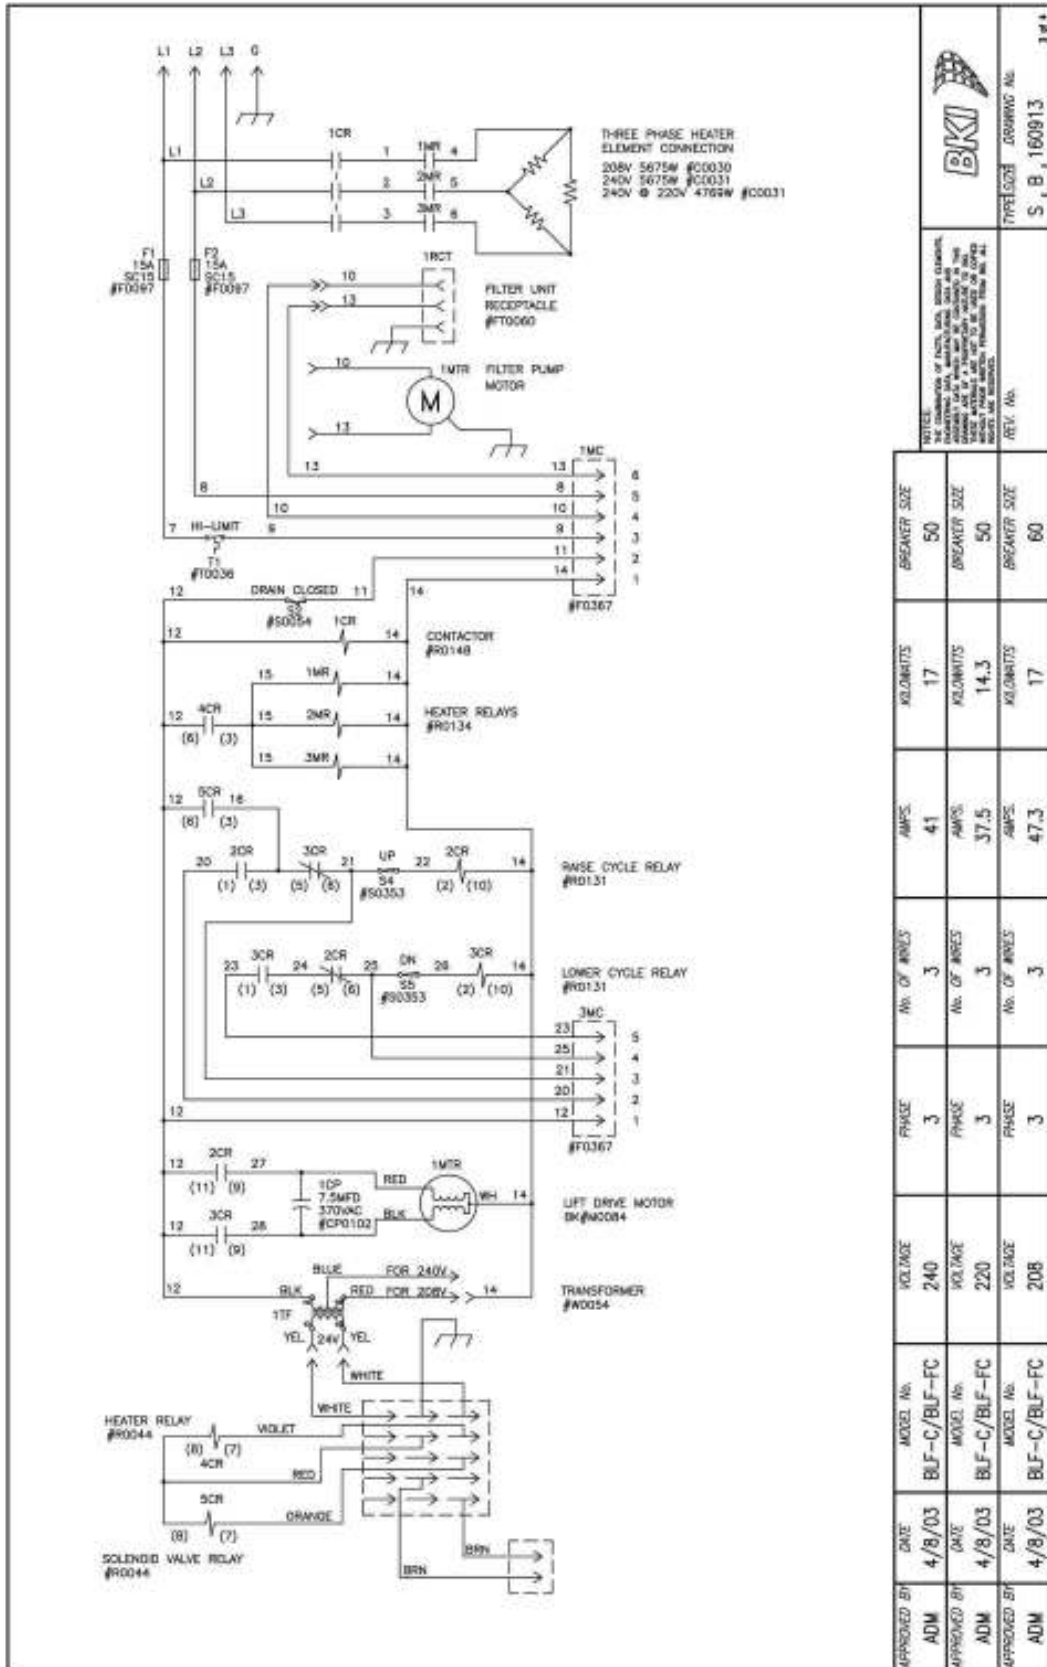 L1 L2 L3 G
1CR
L1 1 1MR 4
L2 2 2MR 5
L3 3 3MR 6
THREE PHASE HEATER
ELEMENT CONNECTION
208V 5675W #C0030
240V 5675W #C0031
240V @ 220V 4769W #C0031
F1
15A
SC15
#F0097
F2
15A
SC15
#F0097
1RCT
10
13
FILTER UNIT
RECEPTACLE
#FT0060
10
1MTR FILTER PUMP
MOTOR
M
13
1MC
13 13 6
8 8 5
10 10 4
7 HI-LIMIT 9 9 3
T1
#T0036
11 2
14 1
#F0367
12 DRAIN CLOSED 11 14
#S0054
12 1CR 14
CONTACTOR
#R0148
15 1MR 14
12 4CR 15 2MR 14
(6) (3)
HEATER RELAYS
#R0134
15 3MR 14
12 5CR 16
(6) (3)
20 2CR 3CR 21 UP 22 2CR 14
(1) (3) (5) (6) S4 (2) (10)
#S0353
RAISE CYCLE RELAY
#R0131
23 3CR 24 2CR 25 DN 26 3CR 14
(1) (3) (5) (6) S5 (2) (10)
#S0353
LOWER CYCLE RELAY
#R0131
3MC
23 5
25 4
21 3
20 2
12 12 1
#F0367
12 2CR 27
(11) (9)
1CP
7.5MFD
370VAC
#CP0102
RED 1MTR
WH 14
BLK
LIFT DRIVE MOTOR
BK#M0084
12 3CR 28
(11) (9)
12 BLK BLUE FOR 240V
RED FOR 208V 14
1TF
TRANSFORMER
#W0054
YEL 24V YEL
WHITE
WHITE
HEATER RELAY
#R0044
VIOLET
(8) (7)
4CR
RED
5CR
ORANGE
(8) (7)
SOLENOID VALVE RELAY
#R0044
BRN
BRN
APPROVED BY DATE MODEL No. VOLTAGE PHASE No. OF WIRES AMPS. KILOWATTS BREAKER SIZE
ADM 4/8/03 BLF-C/BLF-FC 240 3 3 41 17 50
APPROVED BY DATE MODEL No. VOLTAGE PHASE No. OF WIRES AMPS. KILOWATTS BREAKER SIZE
ADM 4/8/03 BLF-C/BLF-FC 220 3 3 37.5 14.3 50
APPROVED BY DATE MODEL No. VOLTAGE PHASE No. OF WIRES AMPS. KILOWATTS BREAKER SIZE
ADM 4/8/03 BLF-C/BLF-FC 208 3 3 47.3 17 60
NOTICE:
REV. No.
BKI
TYPE SIZE DRAWING No.
S , B , 160913